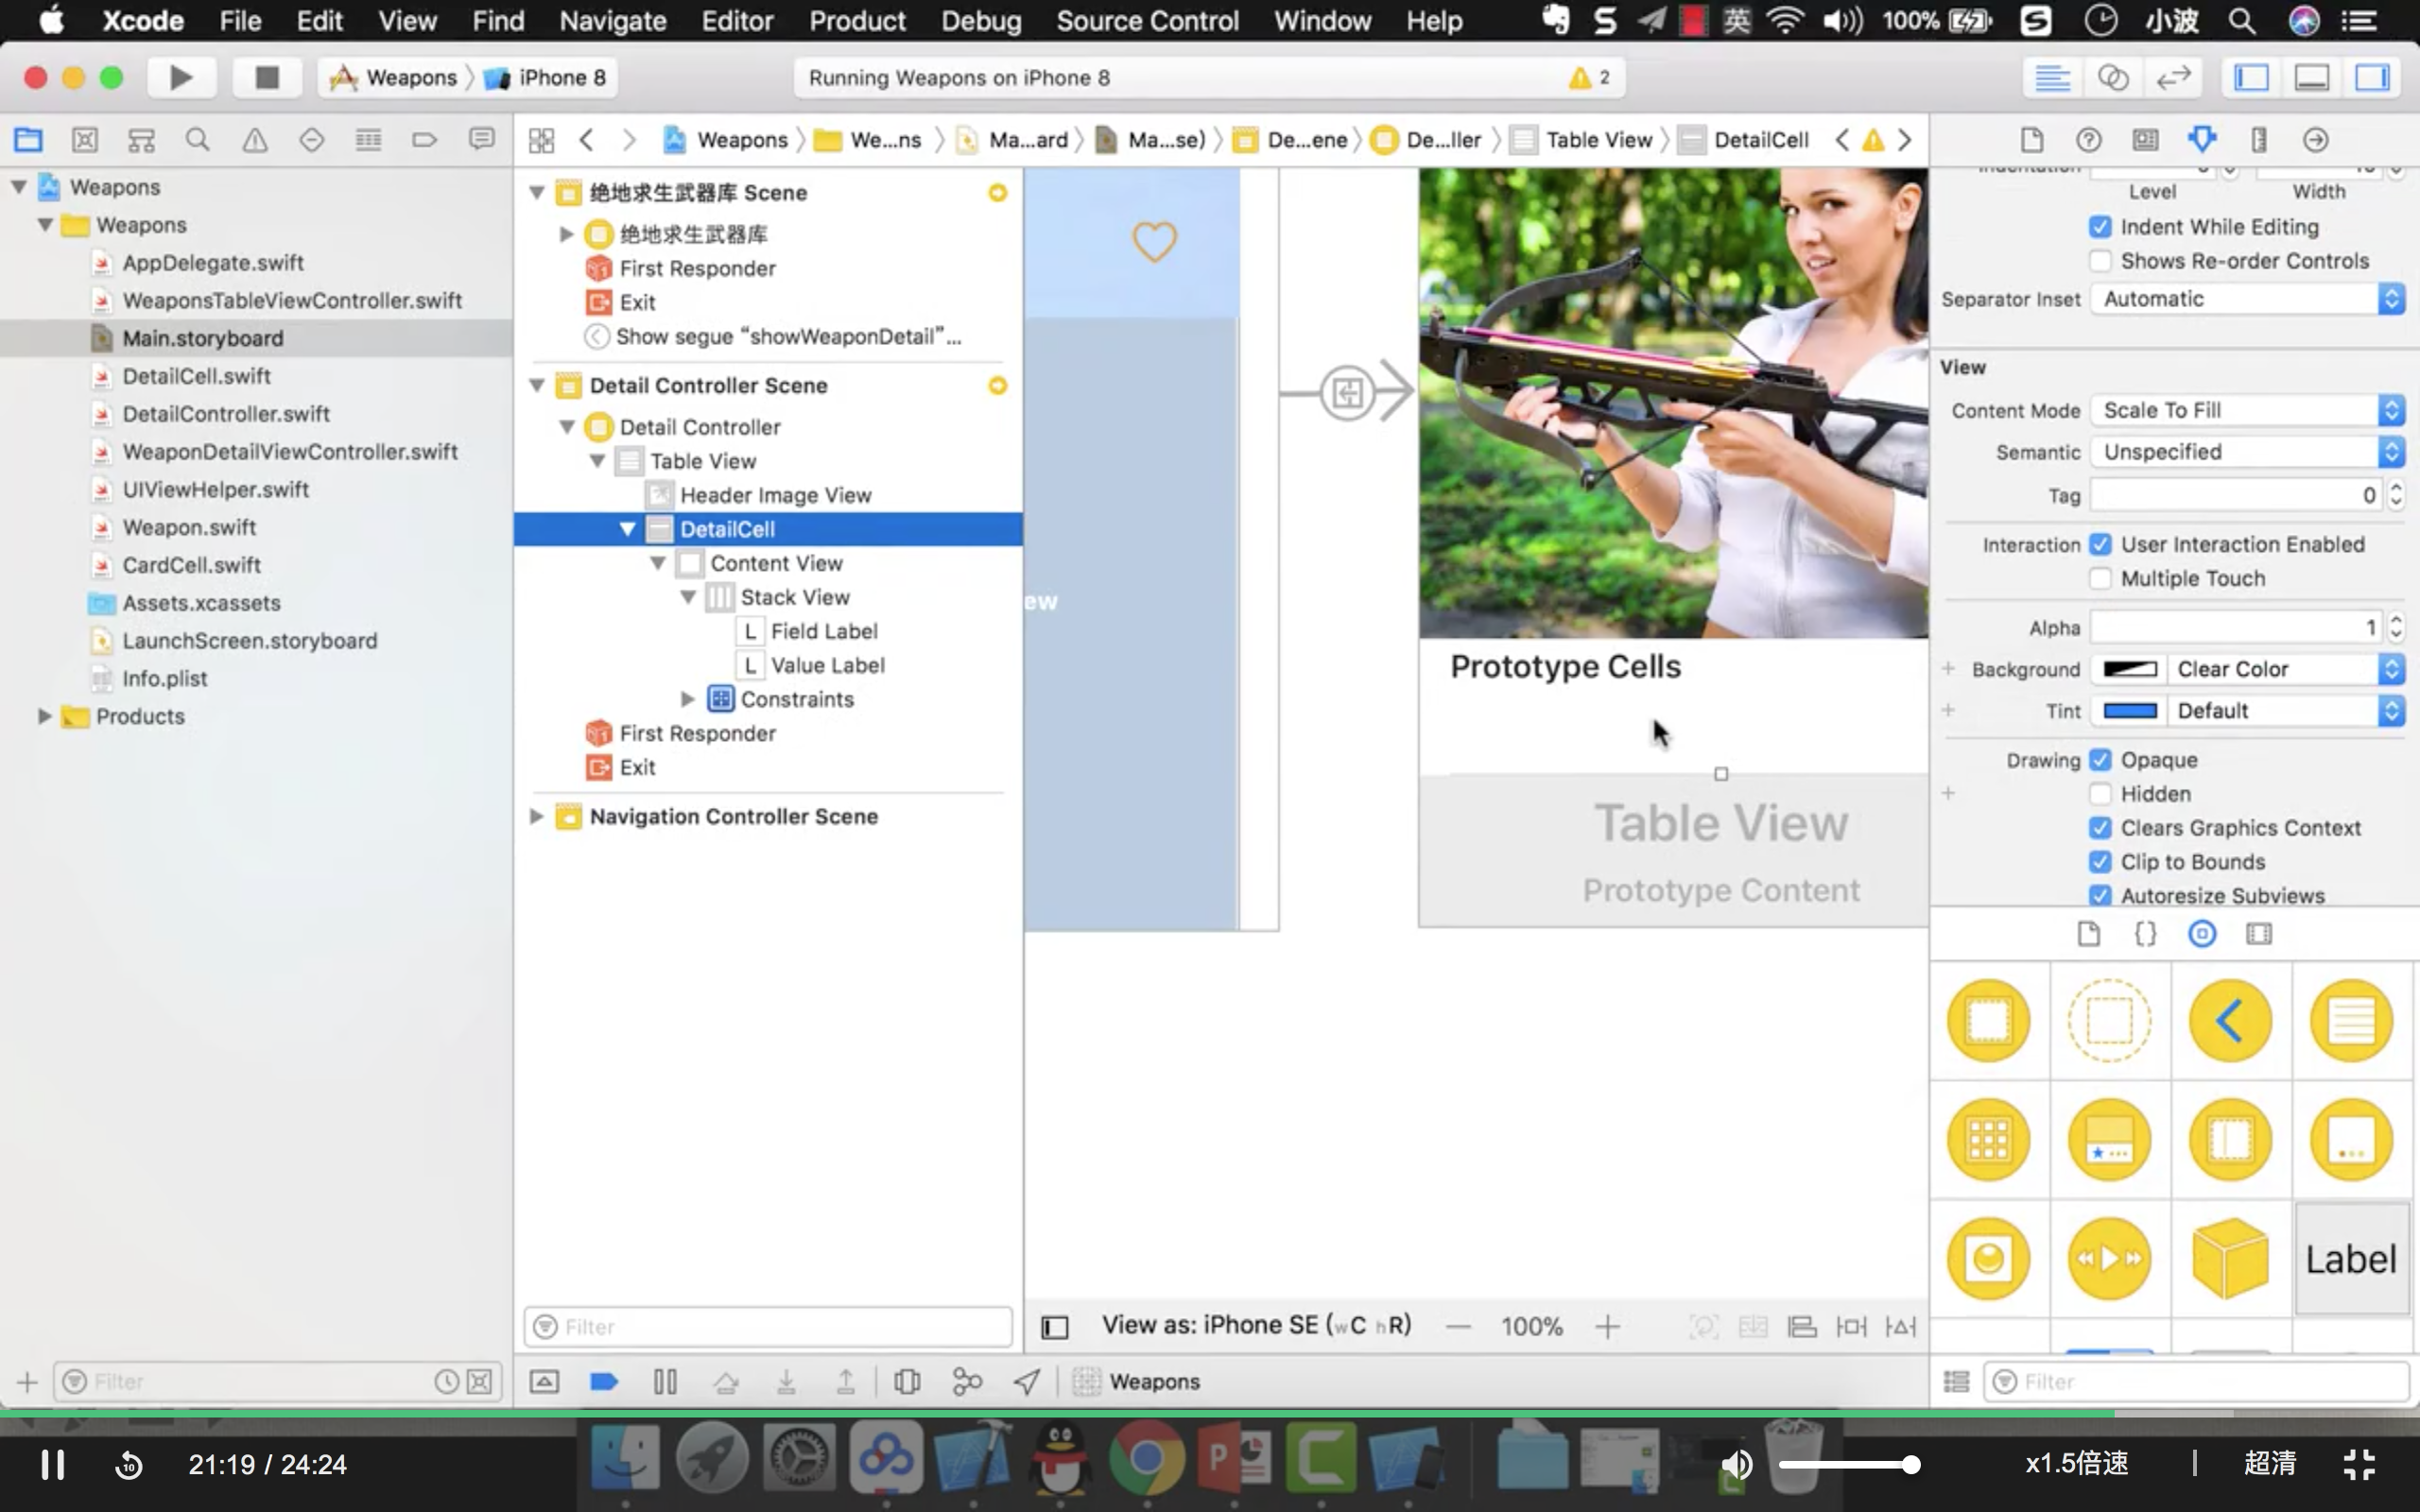 Xcode File Edit View Find Navigate Editor Product Debug Source Control Window Help 英 100% 小波
Weapons iPhone 8
Running Weapons on iPhone 8
2
Weapons We...ns Ma...ard Ma...se) De...ene De...ller Table View DetailCell
Weapons
Weapons
AppDelegate.swift
WeaponsTableViewController.swift
Main.storyboard
DetailCell.swift
DetailController.swift
WeaponDetailViewController.swift
UIViewHelper.swift
Weapon.swift
CardCell.swift
Assets.xcassets
LaunchScreen.storyboard
Info.plist
Products
Filter
绝地求生武器库 Scene
绝地求生武器库
First Responder
Exit
Show segue “showWeaponDetail”...
Detail Controller Scene
Detail Controller
Table View
Header Image View
DetailCell
Content View
Stack View
L Field Label
L Value Label
Constraints
First Responder
Exit
Navigation Controller Scene
Filter
ew
Prototype Cells
Table View
Prototype Content
View as: iPhone SE (wC hR)
100%
Weapons
Level Width
Indent While Editing
Shows Re-order Controls
Separator Inset Automatic
View
Content Mode Scale To Fill
Semantic Unspecified
Tag 0
Interaction User Interaction Enabled
Multiple Touch
Alpha 1
Background Clear Color
Tint Default
Drawing Opaque
Hidden
Clears Graphics Context
Clip to Bounds
Autoresize Subviews
{}
Label
Filter
10
21:19 / 24:24
x1.5倍速
超清